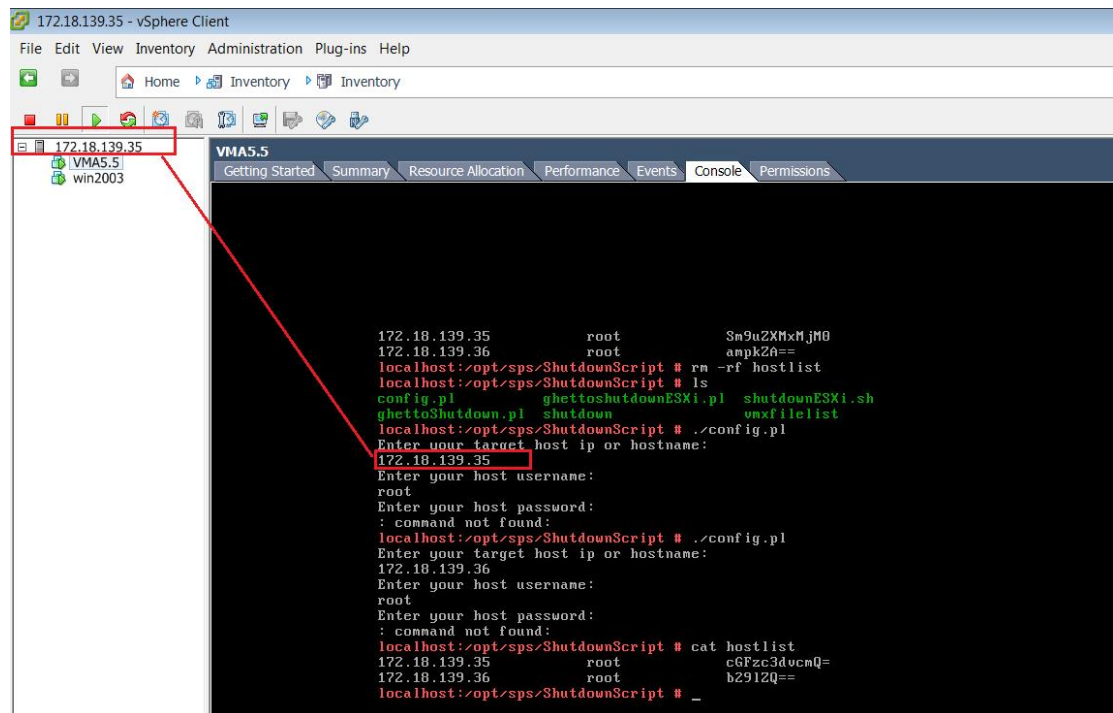 172.18.139.35 - vSphere Client
File Edit View Inventory Administration Plug-ins Help
Home Inventory Inventory
172.18.139.35
VMA5.5
win2003
VMA5.5
Getting Started Summary Resource Allocation Performance Events Console Permissions
172.18.139.35 root Sm9uZXMxMjM0
172.18.139.36 root ampkZA==
localhost:/opt/sps/ShutdownScript # rm -rf hostlist
localhost:/opt/sps/ShutdownScript # ls
config.pl ghettoshutdownESXi.pl shutdownESXi.sh
ghettoShutdown.pl shutdown vmxfilelist
localhost:/opt/sps/ShutdownScript # ./config.pl
Enter your target host ip or hostname:
172.18.139.35
Enter your host username:
root
Enter your host password:
: command not found:
localhost:/opt/sps/ShutdownScript # ./config.pl
Enter your target host ip or hostname:
172.18.139.36
Enter your host username:
root
Enter your host password:
: command not found:
localhost:/opt/sps/ShutdownScript # cat hostlist
172.18.139.35 root cGFzc3dvcmQ=
172.18.139.36 root b29lZQ==
localhost:/opt/sps/ShutdownScript # _